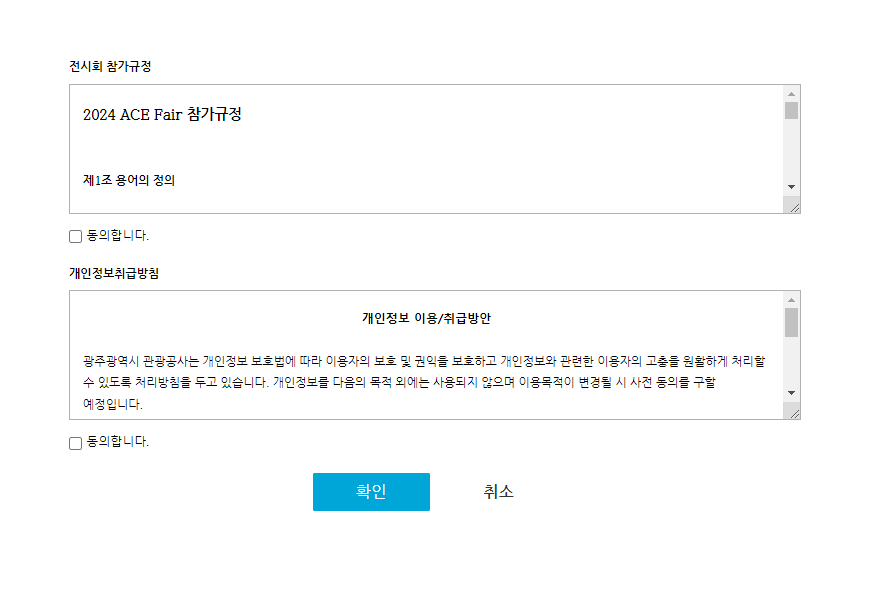 전시회 참가규정
2024 ACE Fair 참가규정
제1조 용어의 정의
동의합니다.
개인정보취급방침
개인정보 이용/취급방안
광주광역시 관광공사는 개인정보 보호법에 따라 이용자의 보호 및 권익을 보호하고 개인정보와 관련한 이용자의 고충을 원활하게 처리할
수 있도록 처리방침을 두고 있습니다. 개인정보를 다음의 목적 외에는 사용되지 않으며 이용목적이 변경될 시 사전 동의를 구할
예정입니다.
동의합니다.
확인
취소